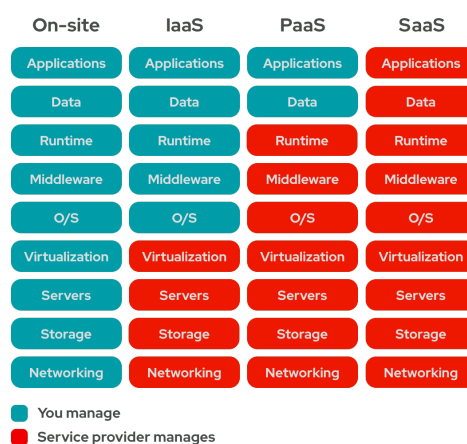 On-site IaaS PaaS SaaS
Applications Applications Applications Applications
Data Data Data Data
Runtime Runtime Runtime Runtime
Middleware Middleware Middleware Middleware
O/S O/S O/S O/S
Virtualization Virtualization Virtualization Virtualization
Servers Servers Servers Servers
Storage Storage Storage Storage
Networking Networking Networking Networking
You manage
Service provider manages